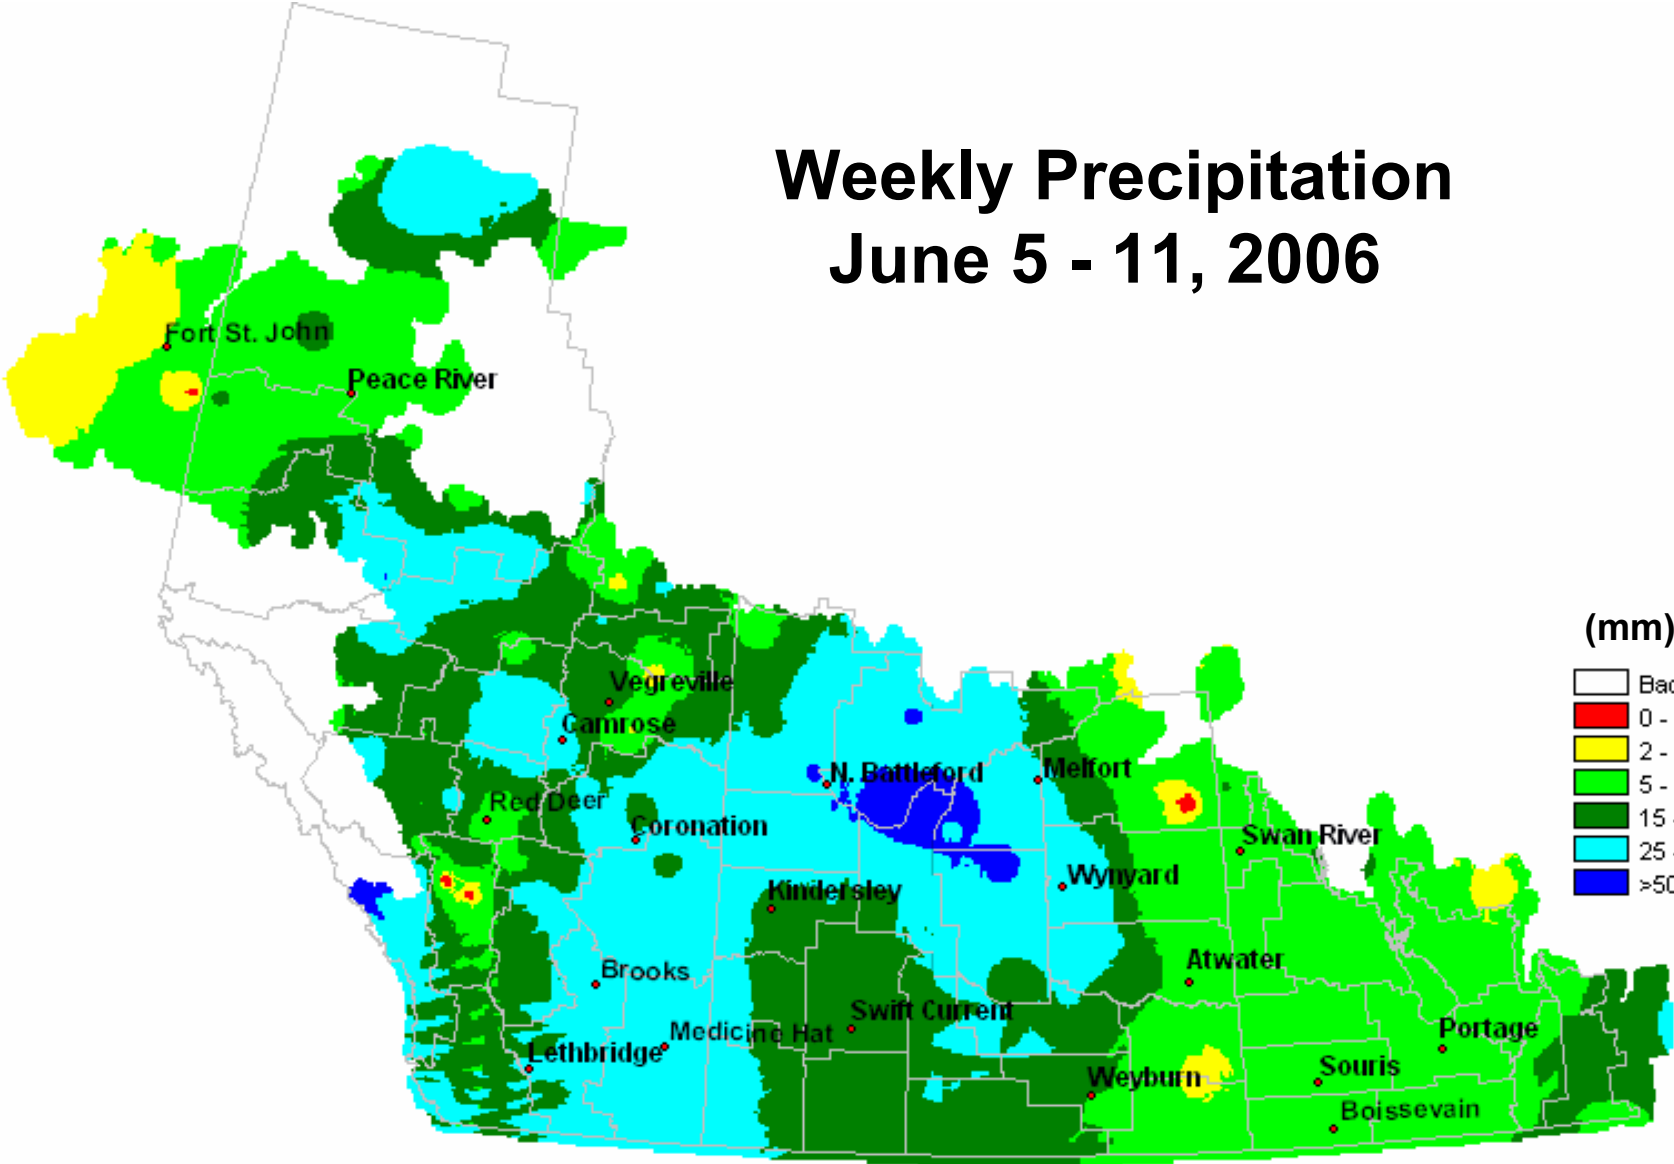 Weekly Precipitation
June 5 - 11, 2006
Fort St. John
Peace River
(mm)
Vegreville
Camrose
0 -
2 -
5 -
15
25
>50
N. Battleford
Melfort
Red Deer
Coronation
Swan River
Wynyard
Kindersley
Brooks
Atwater
Swift Current
Medicine Hat
Lethbridge
Portage
Souris
Weyburn
Boissevain